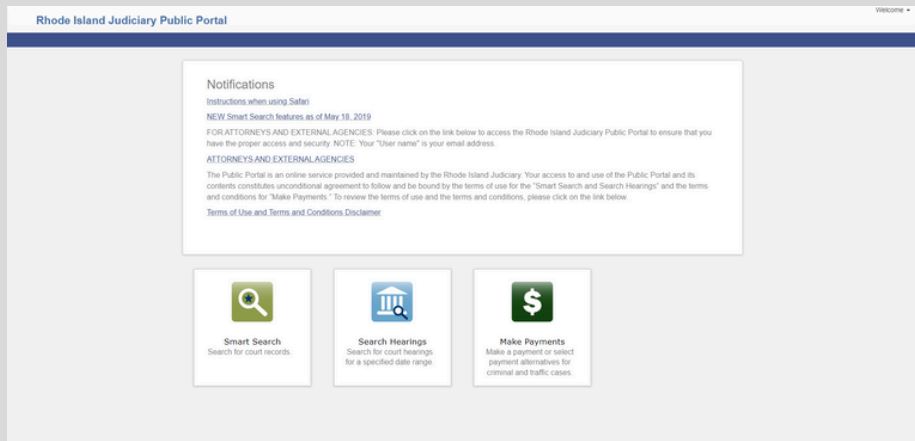 Welcome
Rhode Island Judiciary Public Portal
Notifications
Instructions when using Safari
NEW Smart Search features as of May 18, 2019
FOR ATTORNEYS AND EXTERNAL AGENCIES: Please click on the link below to access the Rhode Island Judiciary Public Portal to ensure that you
have the proper access and security. NOTE: Your "User name" is your email address.
ATTORNEYS AND EXTERNAL AGENCIES
The Public Portal is an online service provided and maintained by the Rhode Island Judiciary. Your access to and use of the Public Portal and its
contents constitutes unconditional agreement to follow and be bound by the terms of use for the "Smart Search and Search Hearings" and the terms
and conditions for "Make Payments." To review the terms of use and the terms and conditions, please click on the link below.
Terms of Use and Terms and Conditions Disclaimer
Smart Search
Search for court records.
Search Hearings
Search for court hearings
for a specified date range.
$
Make Payments
Make a payment or select
payment alternatives for
criminal and traffic cases.